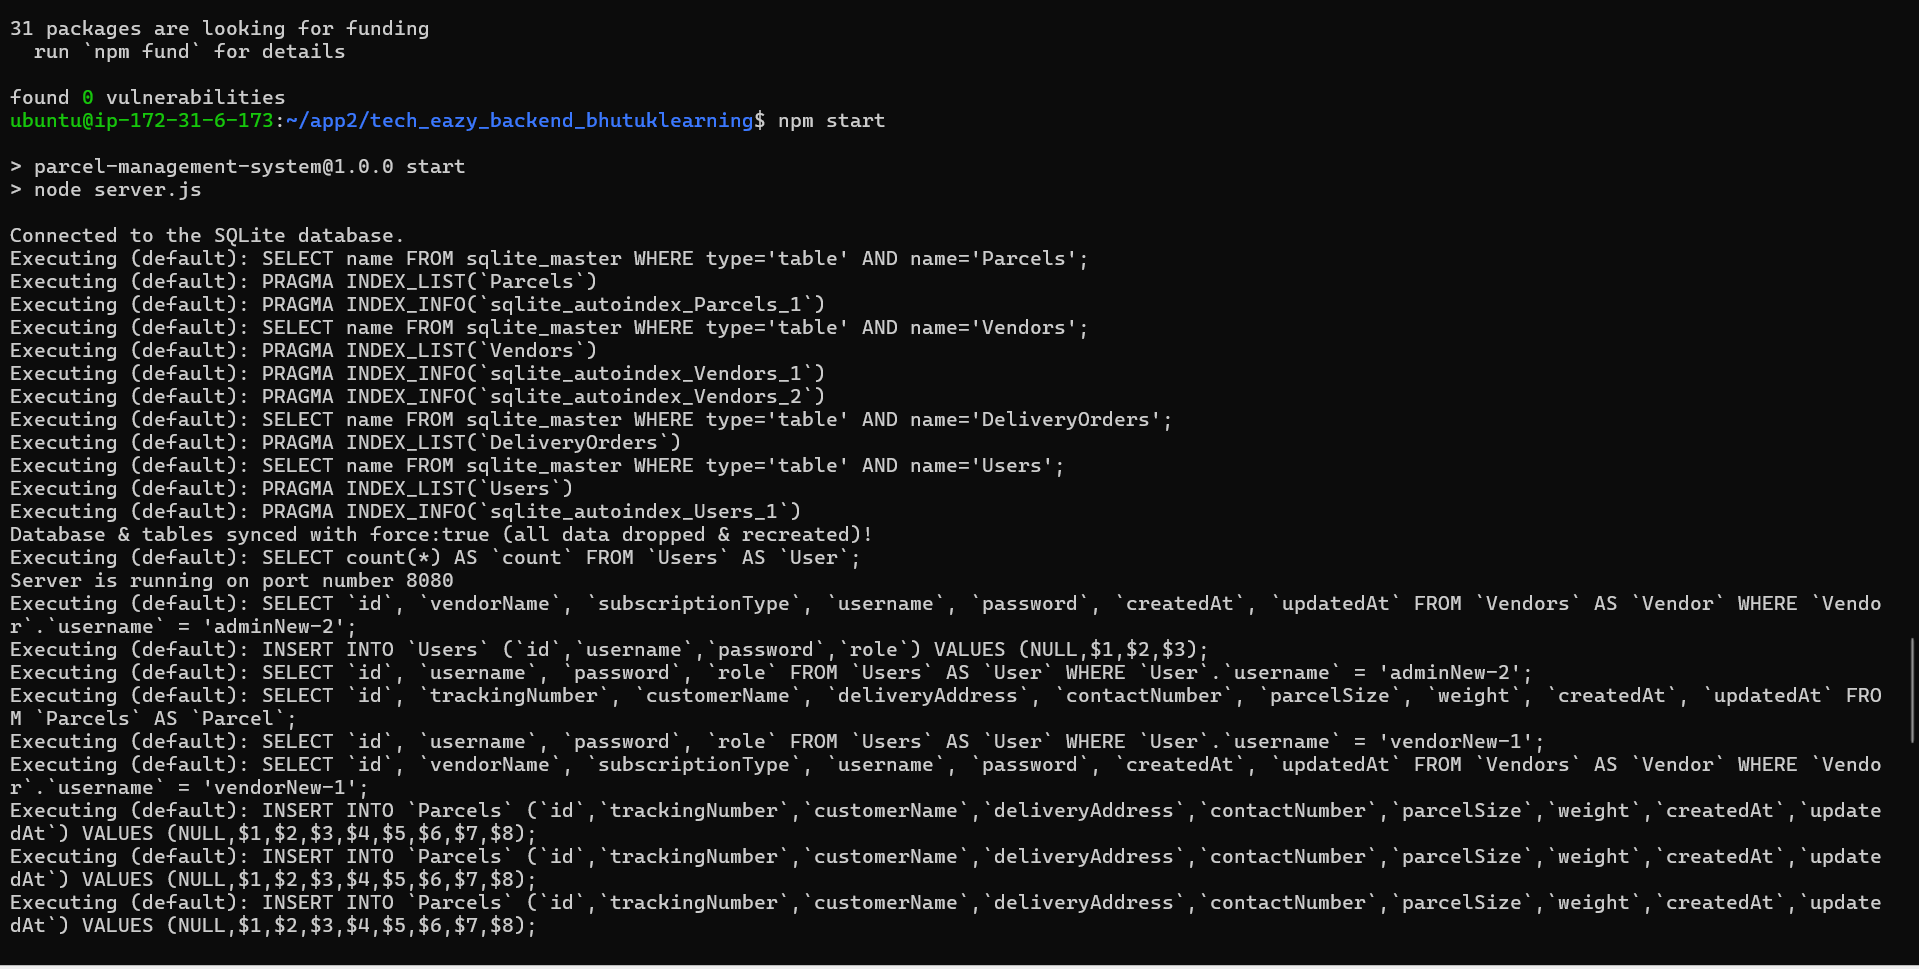 31 packages are looking for funding
  run `npm fund` for details

found 0 vulnerabilities
ubuntu@ip-172-31-6-173:~/app2/tech_eazy_backend_bhutuklearning$ npm start

> parcel-management-system@1.0.0 start
> node server.js

Connected to the SQLite database.
Executing (default): SELECT name FROM sqlite_master WHERE type='table' AND name='Parcels';
Executing (default): PRAGMA INDEX_LIST(`Parcels`)
Executing (default): PRAGMA INDEX_INFO(`sqlite_autoindex_Parcels_1`)
Executing (default): SELECT name FROM sqlite_master WHERE type='table' AND name='Vendors';
Executing (default): PRAGMA INDEX_LIST(`Vendors`)
Executing (default): PRAGMA INDEX_INFO(`sqlite_autoindex_Vendors_1`)
Executing (default): PRAGMA INDEX_INFO(`sqlite_autoindex_Vendors_2`)
Executing (default): SELECT name FROM sqlite_master WHERE type='table' AND name='DeliveryOrders';
Executing (default): PRAGMA INDEX_LIST(`DeliveryOrders`)
Executing (default): SELECT name FROM sqlite_master WHERE type='table' AND name='Users';
Executing (default): PRAGMA INDEX_LIST(`Users`)
Executing (default): PRAGMA INDEX_INFO(`sqlite_autoindex_Users_1`)
Database & tables synced with force:true (all data dropped & recreated)!
Executing (default): SELECT count(*) AS `count` FROM `Users` AS `User`;
Server is running on port number 8080
Executing (default): SELECT `id`, `vendorName`, `subscriptionType`, `username`, `password`, `createdAt`, `updatedAt` FROM `Vendors` AS `Vendor` WHERE `Vendo
r`.`username` = 'adminNew-2';
Executing (default): INSERT INTO `Users` (`id`,`username`,`password`,`role`) VALUES (NULL,$1,$2,$3);
Executing (default): SELECT `id`, `username`, `password`, `role` FROM `Users` AS `User` WHERE `User`.`username` = 'adminNew-2';
Executing (default): SELECT `id`, `trackingNumber`, `customerName`, `deliveryAddress`, `contactNumber`, `parcelSize`, `weight`, `createdAt`, `updatedAt` FRO
M `Parcels` AS `Parcel`;
Executing (default): SELECT `id`, `username`, `password`, `role` FROM `Users` AS `User` WHERE `User`.`username` = 'vendorNew-1';
Executing (default): SELECT `id`, `vendorName`, `subscriptionType`, `username`, `password`, `createdAt`, `updatedAt` FROM `Vendors` AS `Vendor` WHERE `Vendo
r`.`username` = 'vendorNew-1';
Executing (default): INSERT INTO `Parcels` (`id`,`trackingNumber`,`customerName`,`deliveryAddress`,`contactNumber`,`parcelSize`,`weight`,`createdAt`,`update
dAt`) VALUES (NULL,$1,$2,$3,$4,$5,$6,$7,$8);
Executing (default): INSERT INTO `Parcels` (`id`,`trackingNumber`,`customerName`,`deliveryAddress`,`contactNumber`,`parcelSize`,`weight`,`createdAt`,`update
dAt`) VALUES (NULL,$1,$2,$3,$4,$5,$6,$7,$8);
Executing (default): INSERT INTO `Parcels` (`id`,`trackingNumber`,`customerName`,`deliveryAddress`,`contactNumber`,`parcelSize`,`weight`,`createdAt`,`update
dAt`) VALUES (NULL,$1,$2,$3,$4,$5,$6,$7,$8);